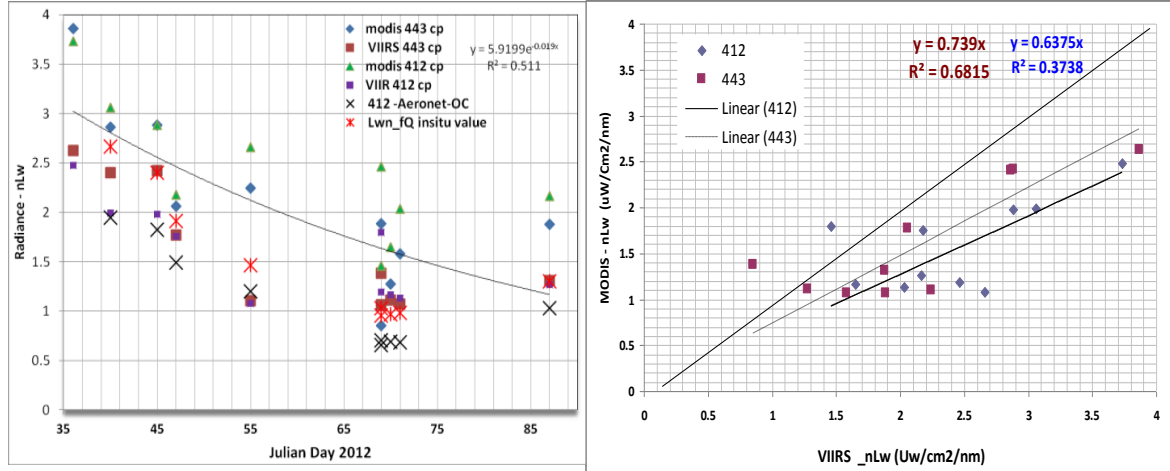 modis 443 cp
VIIRS 443 cp
modis 412 cp
VIIR 412 cp
412 -Aeronet-OC
Lwn_fQ insitu value
y = 5.9199e-0.019x
R² = 0.511
4
3.5
3
2.5
2
1.5
1
0.5
0
35
45
55
65
75
85
Radiance - nLw
Julian Day 2012
412
443
Linear (412)
Linear (443)
y = 0.739x
R² = 0.6815
y = 0.6375x
R² = 0.3738
4
3.5
3
2.5
2
1.5
1
0.5
0
0
0.5
1
1.5
2
2.5
3
3.5
4
MODIS - nLw (uW/Cm2/nm)
VIIRS _nLw (Uw/cm2/nm)